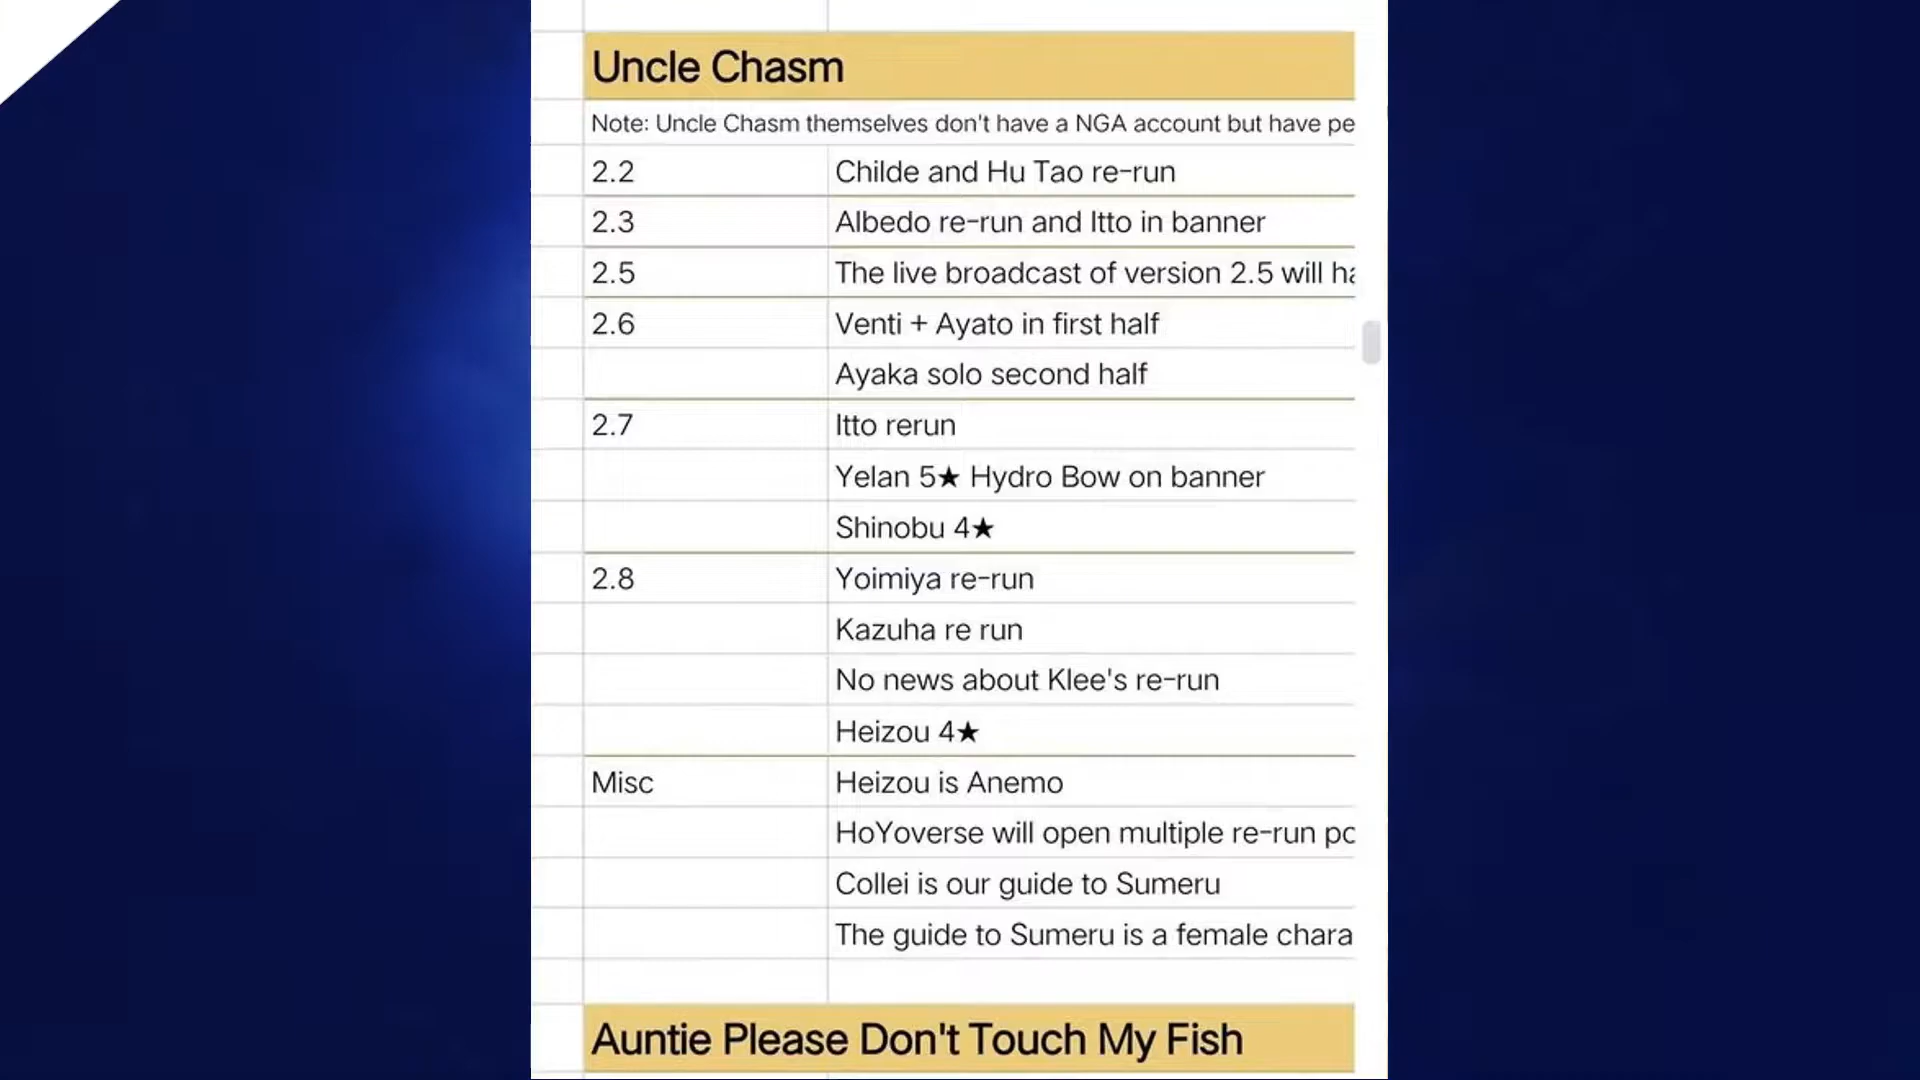 Uncle Chasm
Note: Uncle Chasm themselves don't have a NGA account but have pe
2.2 Childe and Hu Tao re-run
2.3 Albedo re-run and Itto in banner
2.5 The live broadcast of version 2.5 will ha
2.6 Venti + Ayato in first half
Ayaka solo second half
2.7 Itto rerun
Yelan 5★ Hydro Bow on banner
Shinobu 4★
2.8 Yoimiya re-run
Kazuha re run
No news about Klee's re-run
Heizou 4★
Misc Heizou is Anemo
HoYoverse will open multiple re-run po
Collei is our guide to Sumeru
The guide to Sumeru is a female chara
Auntie Please Don't Touch My Fish